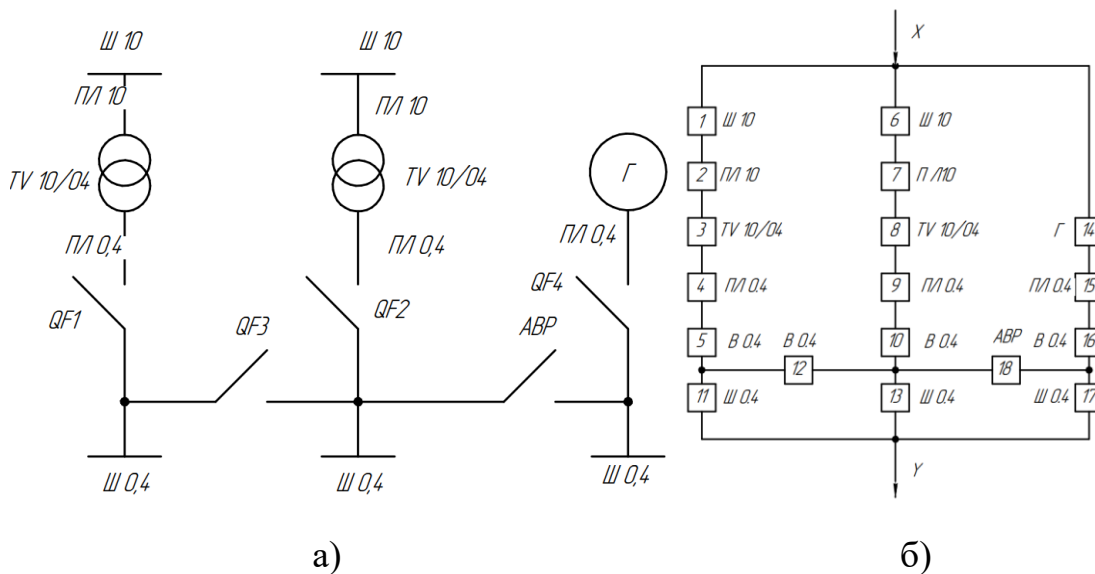 Ш 10
Ш 10
ПЛ 10
ПЛ 10
TV 10/04
TV 10/04
Г
ПЛ 0,4
ПЛ 0,4
ПЛ 0,4
QF1
QF3
QF2
АВР
QF4
Ш 0,4
Ш 0,4
Ш 0,4
а)
X
1 Ш 10
6 Ш 10
2 ПЛ 10
7 П Л10
3 TV 10/04
8 TV 10/04
Г 14
4 ПЛ 0.4
9 ПЛ 0.4
ПЛ 0.4 15
5 В 0.4
В 0.4
12
10 В 0.4
АВР
18
В 0.4 16
11 Ш 0.4
13 Ш 0.4
Ш 0.4 17
Y
б)